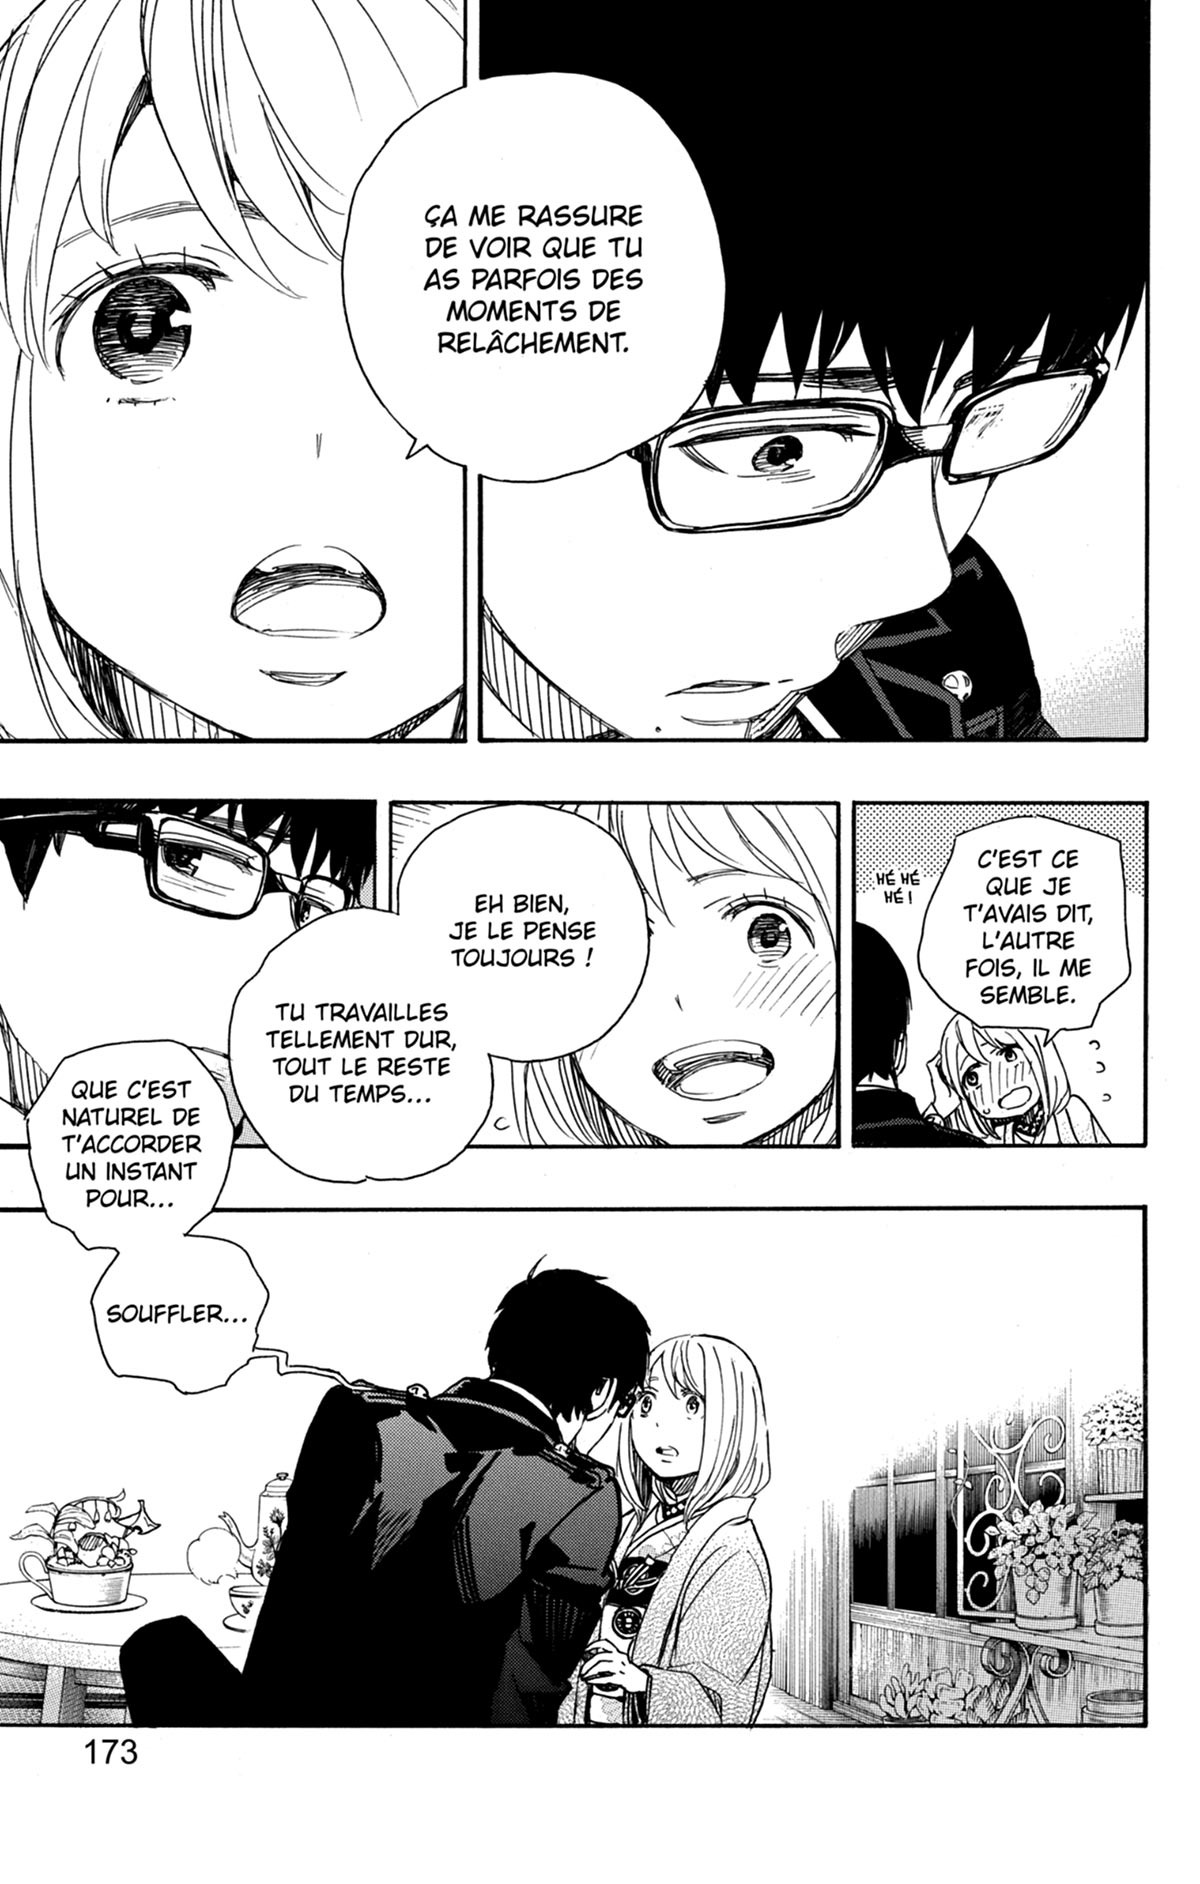 ÇA ME RASSURE
DE VOIR QUE TU
AS PARFOIS DES
MOMENTS DE
RELÂCHEMENT.
C'EST CE
QUE JE
T'AVAIS DIT,
L'AUTRE
FOIS, IL ME
SEMBLE.
HÉ HÉ
HÉ !
EH BIEN,
JE LE PENSE
TOUJOURS !
TU TRAVAILLES
TELLEMENT DUR,
TOUT LE RESTE
DU TEMPS...
QUE C'EST
NATUREL DE
T'ACCORDER
UN INSTANT
POUR...
SOUFFLER...
173